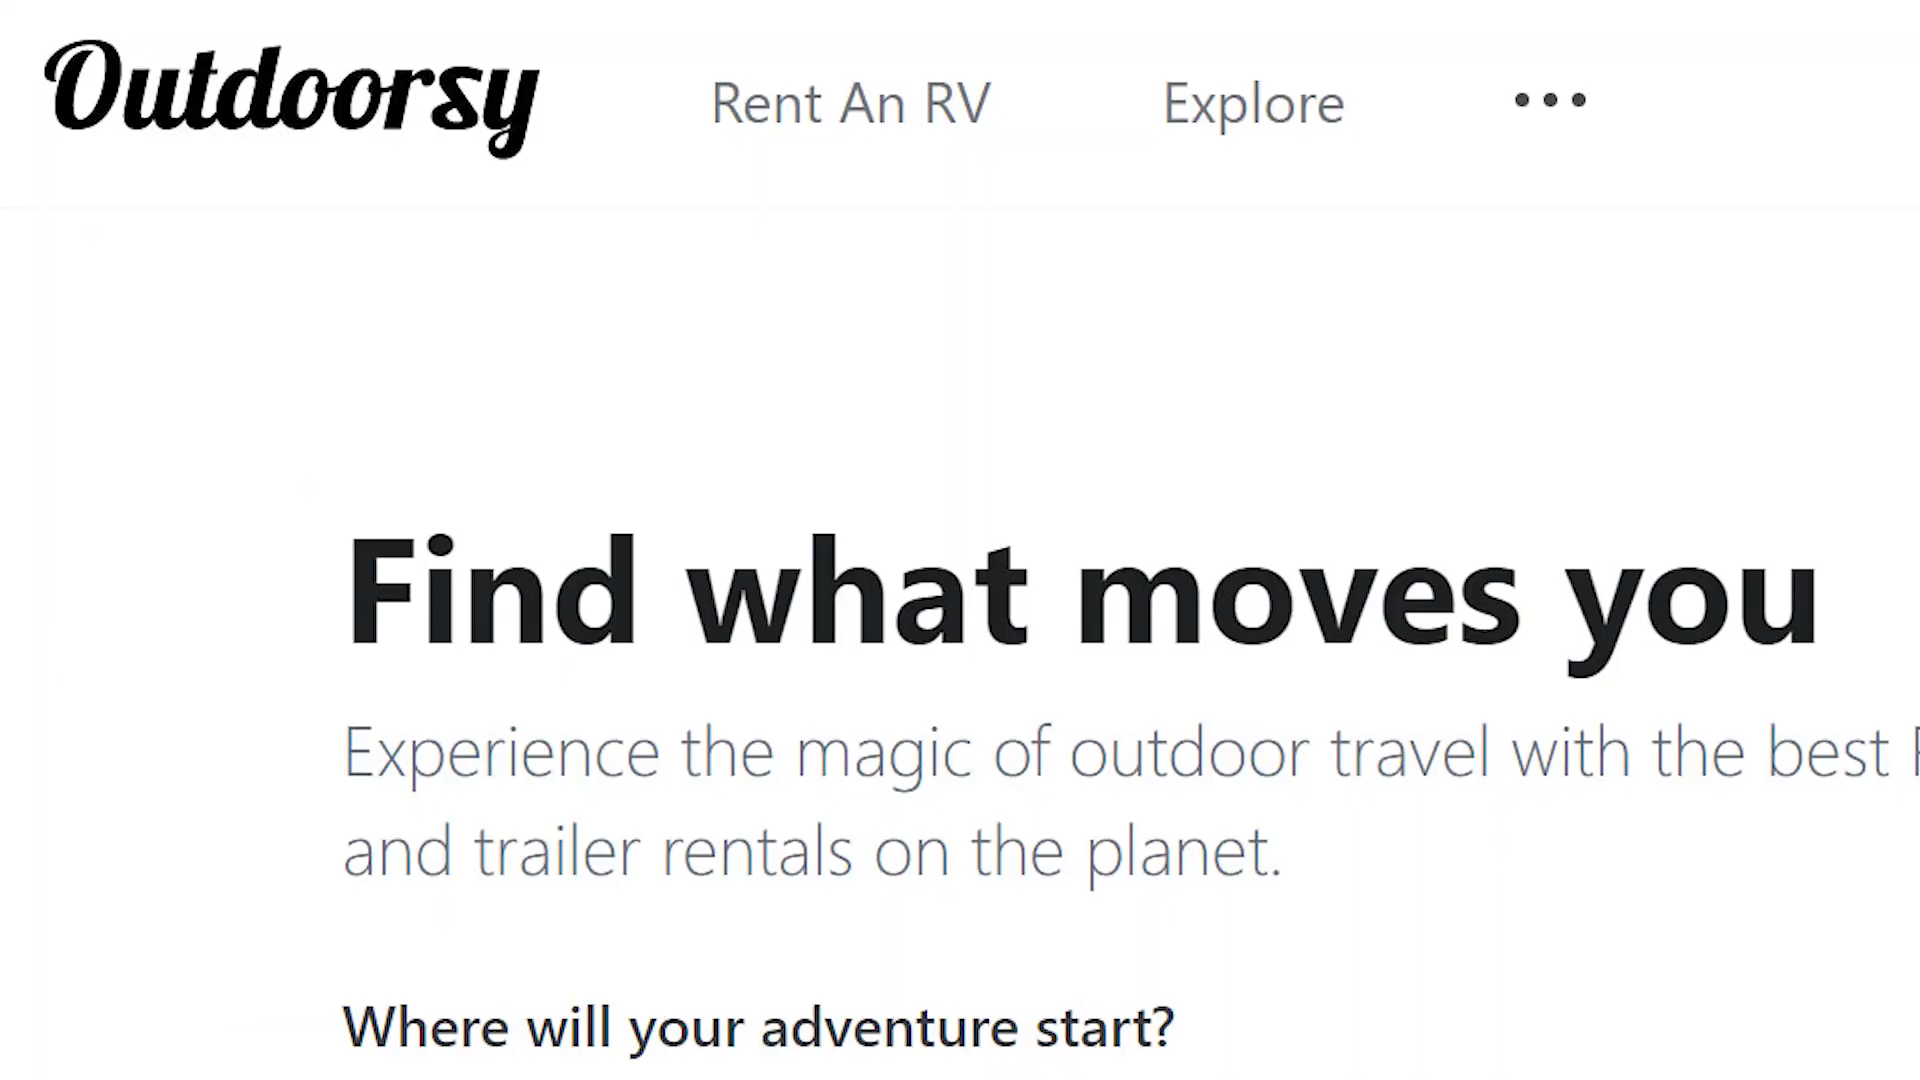 Outdoorsy
Rent An RV
Explore
Find what moves you
Experience the magic of outdoor travel with the best
and trailer rentals on the planet.
Where will your adventure start?